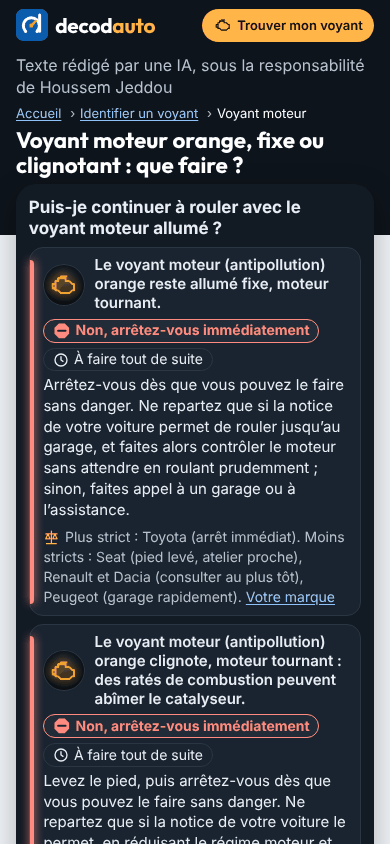 decodauto
Trouver mon voyant
Texte rédigé par une IA, sous la responsabilité
de Houssem Jeddou
Accueil › Identifier un voyant › Voyant moteur
Voyant moteur orange, fixe ou
clignotant : que faire ?
Puis-je continuer à rouler avec le
voyant moteur allumé ?
Le voyant moteur (antipollution)
orange reste allumé fixe, moteur
tournant.
Non, arrêtez-vous immédiatement
À faire tout de suite
Arrêtez-vous dès que vous pouvez le faire
sans danger. Ne repartez que si la notice
de votre voiture permet de rouler jusqu’au
garage, et faites alors contrôler le moteur
sans attendre en roulant prudemment ;
sinon, faites appel à un garage ou à
l’assistance.
Plus strict : Toyota (arrêt immédiat). Moins
stricts : Seat (pied levé, atelier proche),
Renault et Dacia (consulter au plus tôt),
Peugeot (garage rapidement). Votre marque
Le voyant moteur (antipollution)
orange clignote, moteur tournant :
des ratés de combustion peuvent
abîmer le catalyseur.
Non, arrêtez-vous immédiatement
À faire tout de suite
Levez le pied, puis arrêtez-vous dès que
vous pouvez le faire sans danger. Ne
repartez que si la notice de votre voiture le
permet, en réduisant le régime moteur et